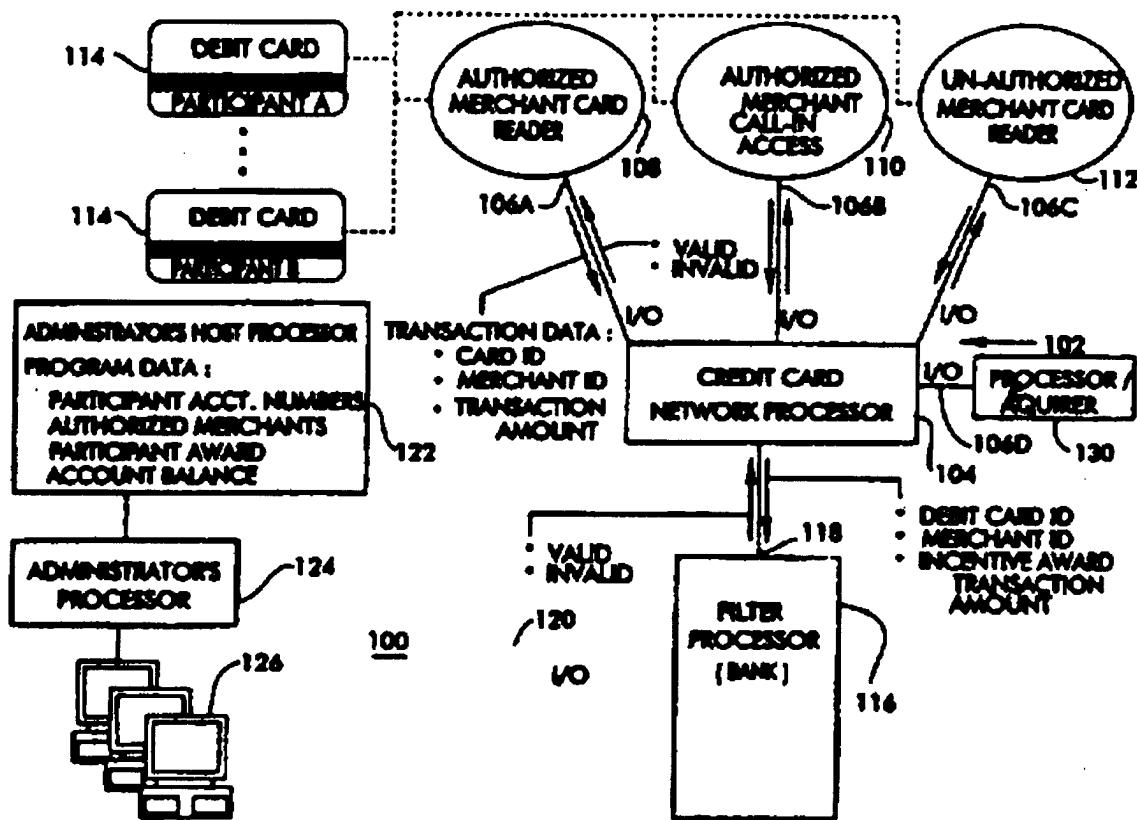 DEBIT CARD
PARTICIPANT A
114
DEBIT CARD
PARTICIPANT
114
AUTHORIZED
MERCHANT CARD
READER
108
AUTHORIZED
MERCHANT
CALL-IN
ACCESS
110
UN-AUTHORIZED
MERCHANT CARD
READER
112
106A
106B
106C
• VALID
• INVALID
I/O
I/O
I/O
TRANSACTION DATA :
• CARD ID
• MERCHANT ID
• TRANSACTION
AMOUNT
ADMINISTRATOR'S HOST PROCESSOR
PROGRAM DATA :
PARTICIPANT ACCT. NUMBERS
AUTHORIZED MERCHANTS
PARTICIPANT AWARD
ACCOUNT BALANCE
122
CREDIT CARD
NETWORK PROCESSOR
104
102
I/O
PROCESSOR /
AQUIRER
106D
130
• DEBIT CARD ID
• MERCHANT ID
• INCENTIVE AWARD
TRANSACTION
AMOUNT
• VALID
• INVALID
118
ADMINISTRATOR'S
PROCESSOR
124
100
120
I/O
FILTER
PROCESSOR
( BANK )
116
126